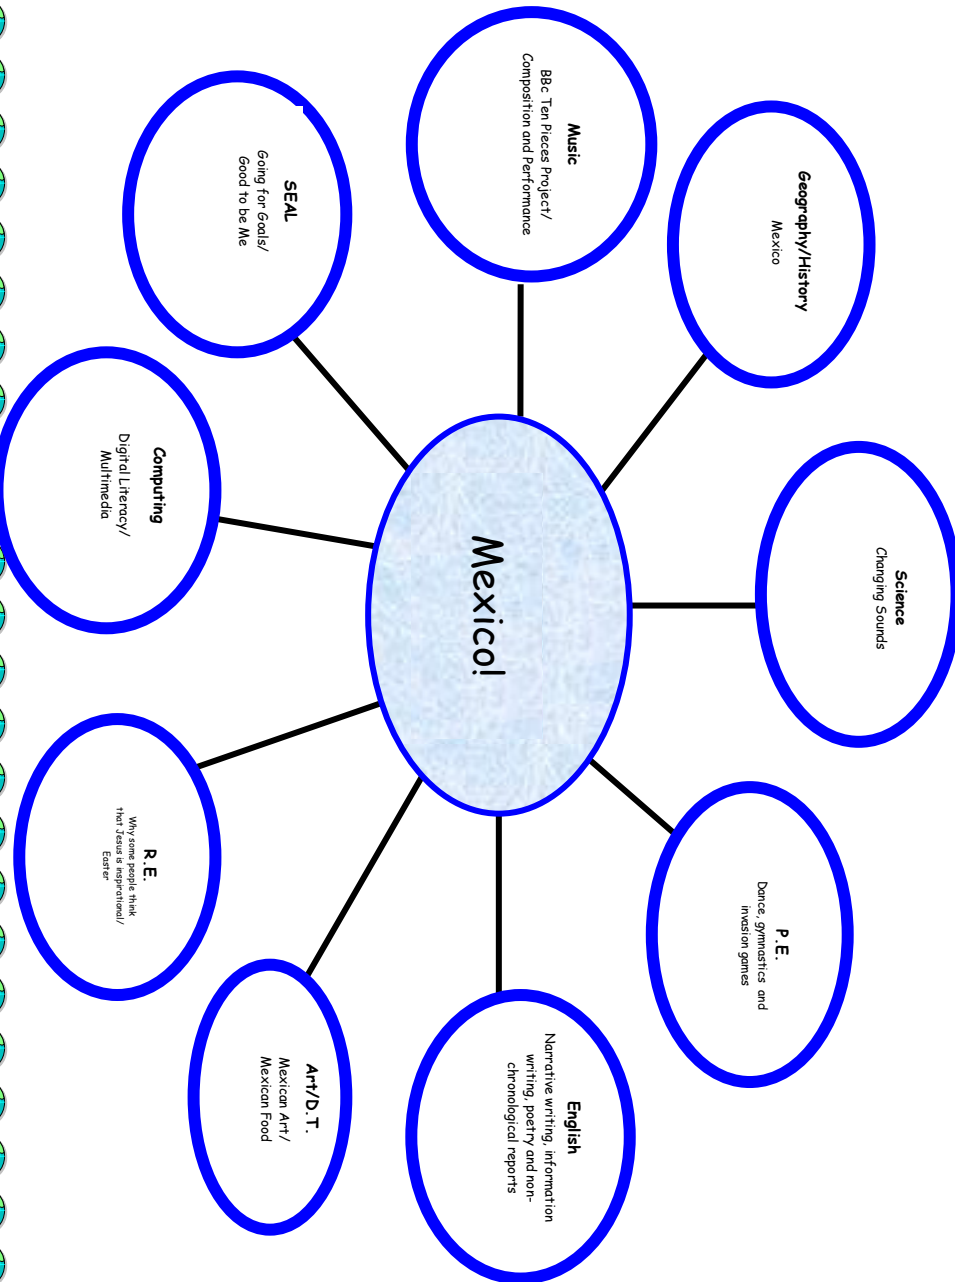 Mexico!
Geography/History
Mexico
Science
Changing Sounds
P.E.
Dance, gymnastics and
invasion games
English
Narrative writing, information
writing, poetry and non-
chronological reports
Art/D.T.
Mexican Art/
Mexican Food
R.E.
Why some people think
that Jesus is inspirational/
Easter
Computing
Digital Literacy/
Multimedia
SEAL
Going for Goals/
Good to be Me
Music
BBc Ten Pieces Project/
Composition and Performance